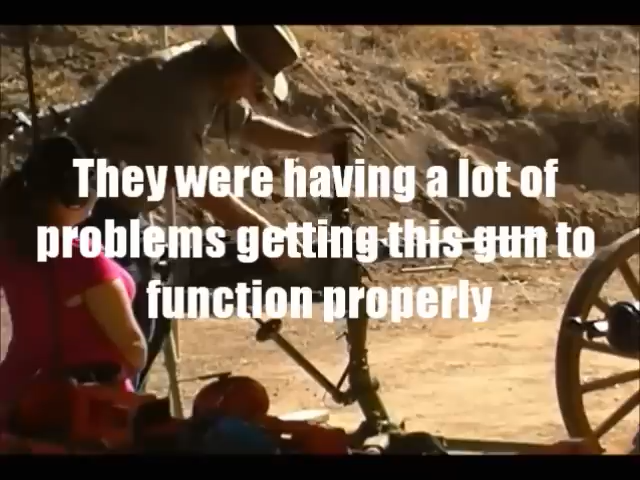 They were having a lot of
problems getting this gun to
function properly